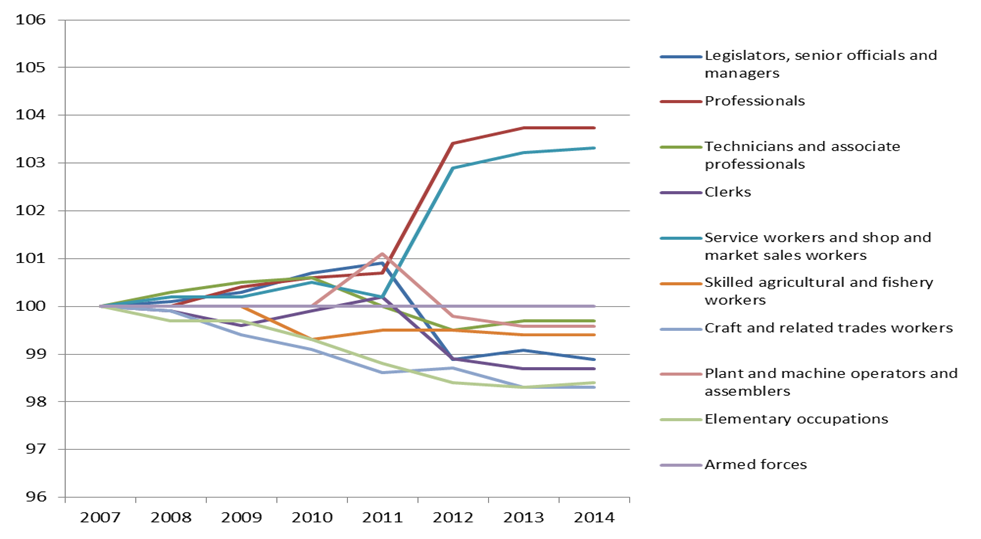 106
105
104
103
102
101
100
99
98
97
96
2007 2008 2009 2010 2011 2012 2013 2014
Legislators, senior officials and
managers
Professionals
Technicians and associate
professionals
Clerks
Service workers and shop and
market sales workers
Skilled agricultural and fishery
workers
Craft and related trades workers
Plant and machine operators and
assemblers
Elementary occupations
Armed forces